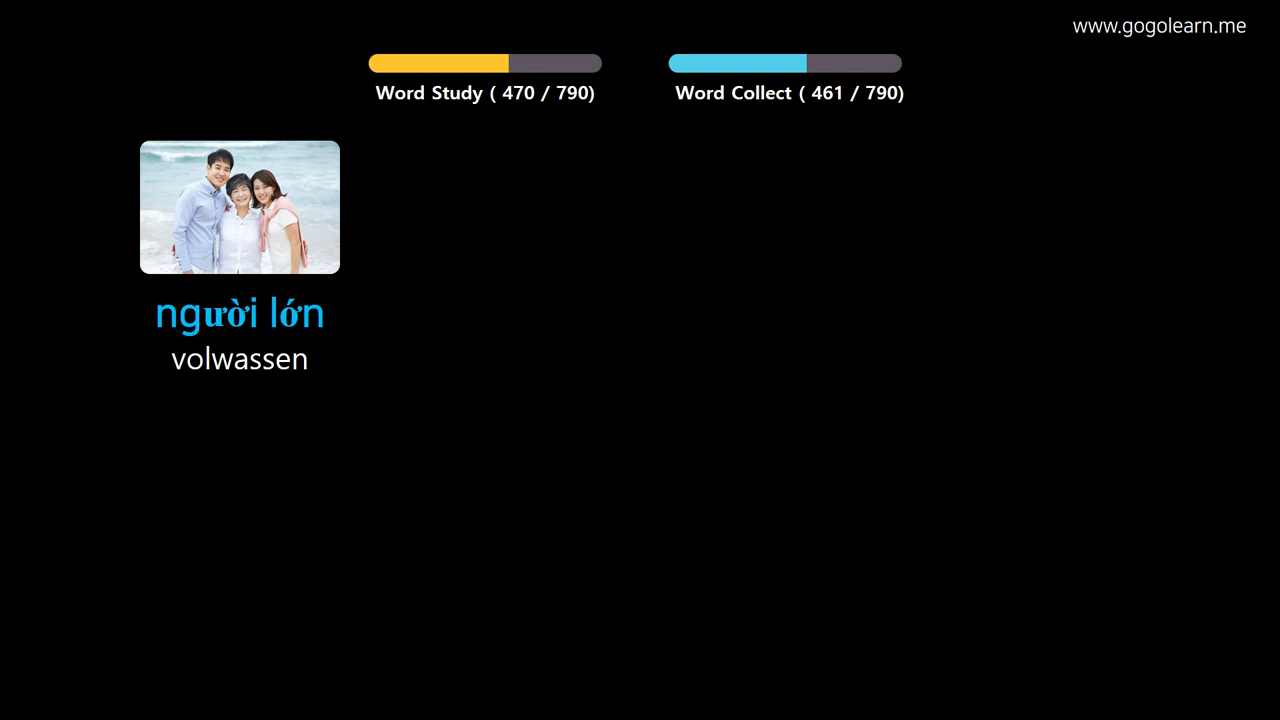 www.gogolearn.me
Word Study ( 470 / 790)
Word Collect ( 461 / 790)
người lớn
volwassen